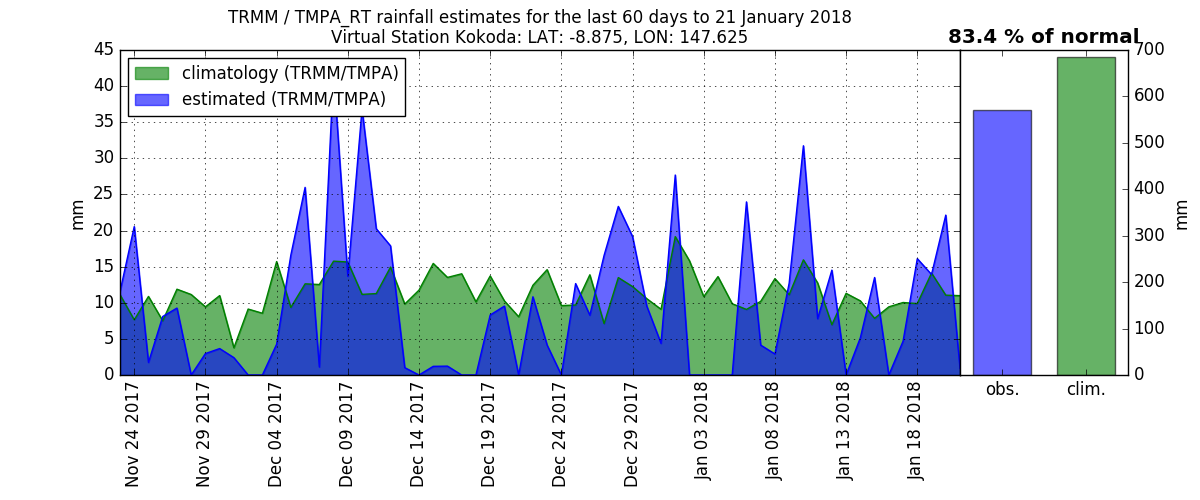 TRMM / TMPA_RT rainfall estimates for the last 60 days to 21 January 2018
Virtual Station Kokoda: LAT: -8.875, LON: 147.625
83.4 % of normal
climatology (TRMM/TMPA)
estimated (TRMM/TMPA)
45
40
35
30
25
20
15
10
5
0
mm
Nov 24 2017
Nov 29 2017
Dec 04 2017
Dec 09 2017
Dec 14 2017
Dec 19 2017
Dec 24 2017
Dec 29 2017
Jan 03 2018
Jan 08 2018
Jan 13 2018
Jan 18 2018
obs.
clim.
700
600
500
400
300
200
100
0
mm